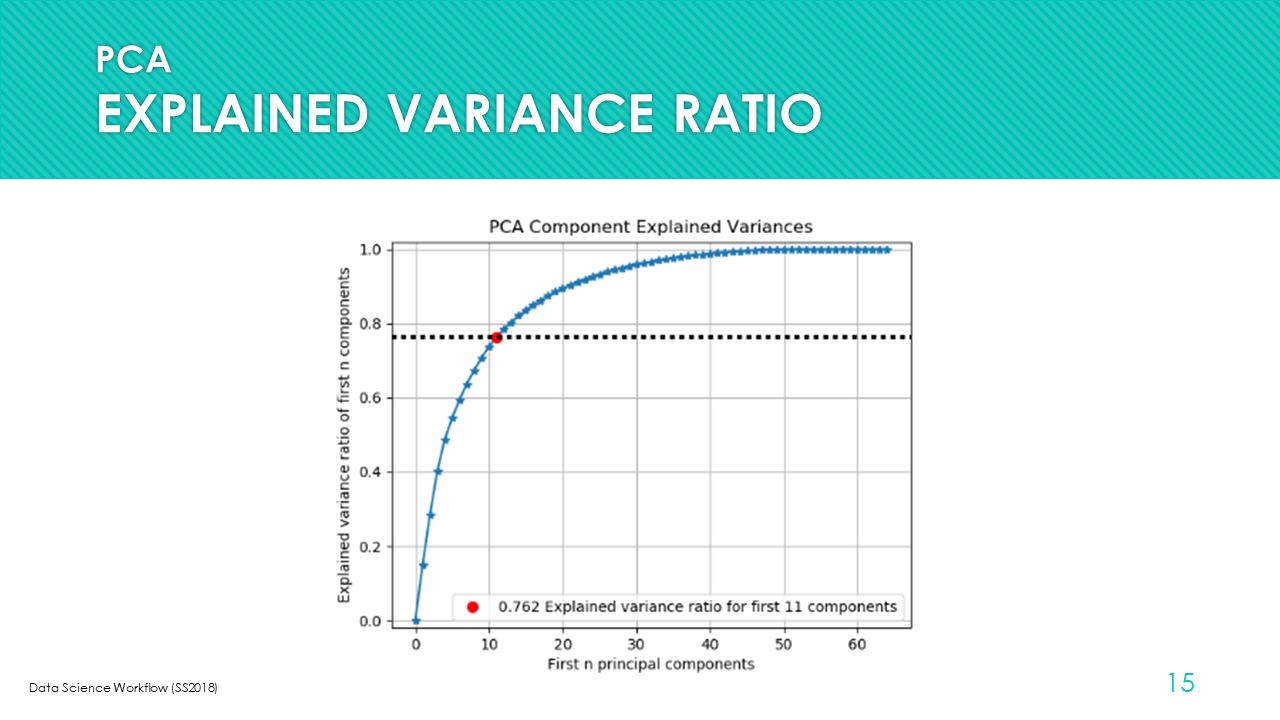 PCA
EXPLAINED VARIANCE RATIO
PCA Component Explained Variances
Explained variance ratio of first n components
1.0
0.8
0.6
0.4
0.2
0.0
0.762 Explained variance ratio for first 11 components
0 10 20 30 40 50 60
First n principal components
Data Science Workflow (SS2018)
15